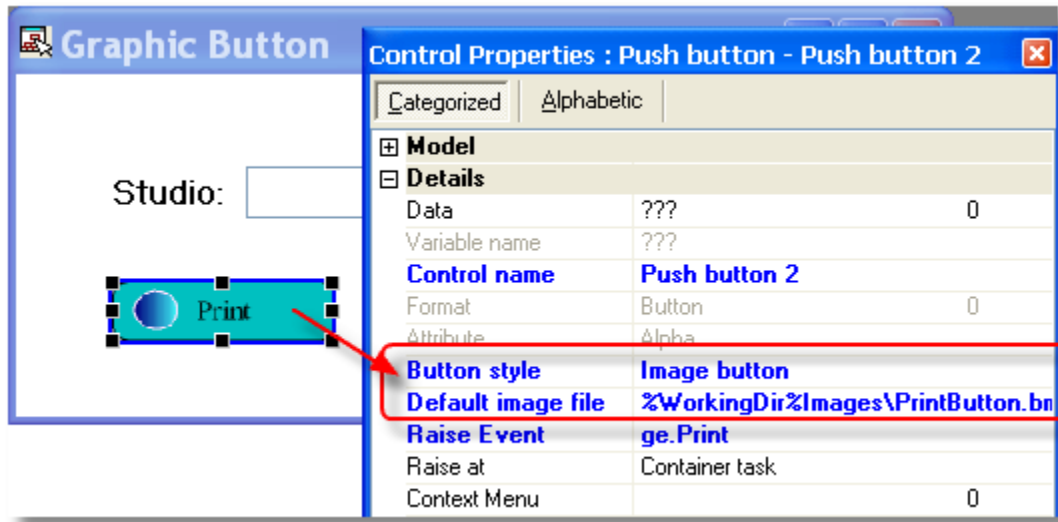 Graphic Button
Control Properties : Push button - Push button 2
Categorized Alphabetic
Model
Details
Studio:
Data ??? 0
Variable name ???
Control name Push button 2
Print
Format Button 0
Attribute Alpha
Button style Image button
Default image file %WorkingDir%Images\PrintButton.bm
Raise Event ge.Print
Raise at Container task
Context Menu 0